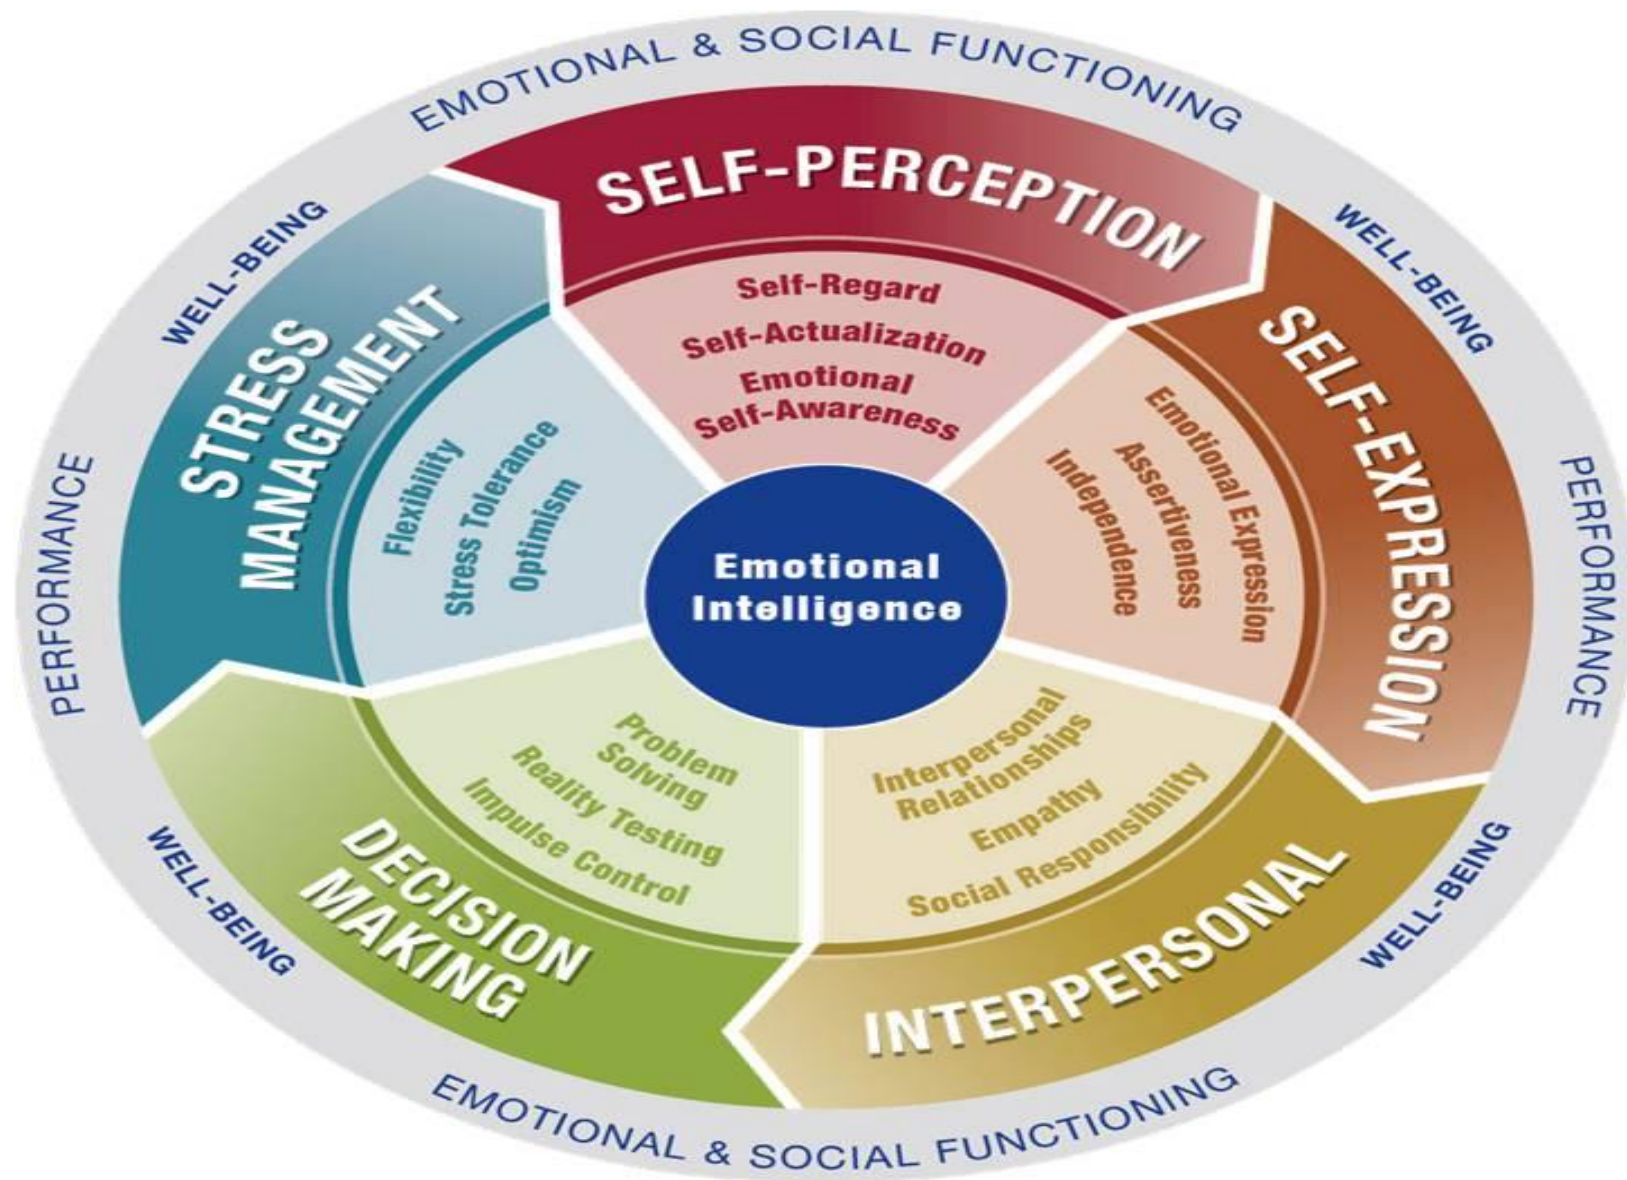 EMOTIONAL & SOCIAL FUNCTIONING
WELL-BEING
WELL-BEING
PERFORMANCE
PERFORMANCE
SELF-PERCEPTION
Self-Regard
Self-Actualization
Emotional
Self-Awareness
SELF-EXPRESSION
Emotional Expression
Assertiveness
Independence
INTERPERSONAL
Interpersonal
Relationships
Empathy
Social Responsibility
DECISION
MAKING
Problem
Solving
Reality Testing
Impulse Control
STRESS
MANAGEMENT
Flexibility
Stress Tolerance
Optimism
Emotional
Intelligence
WELL-BEING
WELL-BEING
EMOTIONAL & SOCIAL FUNCTIONING